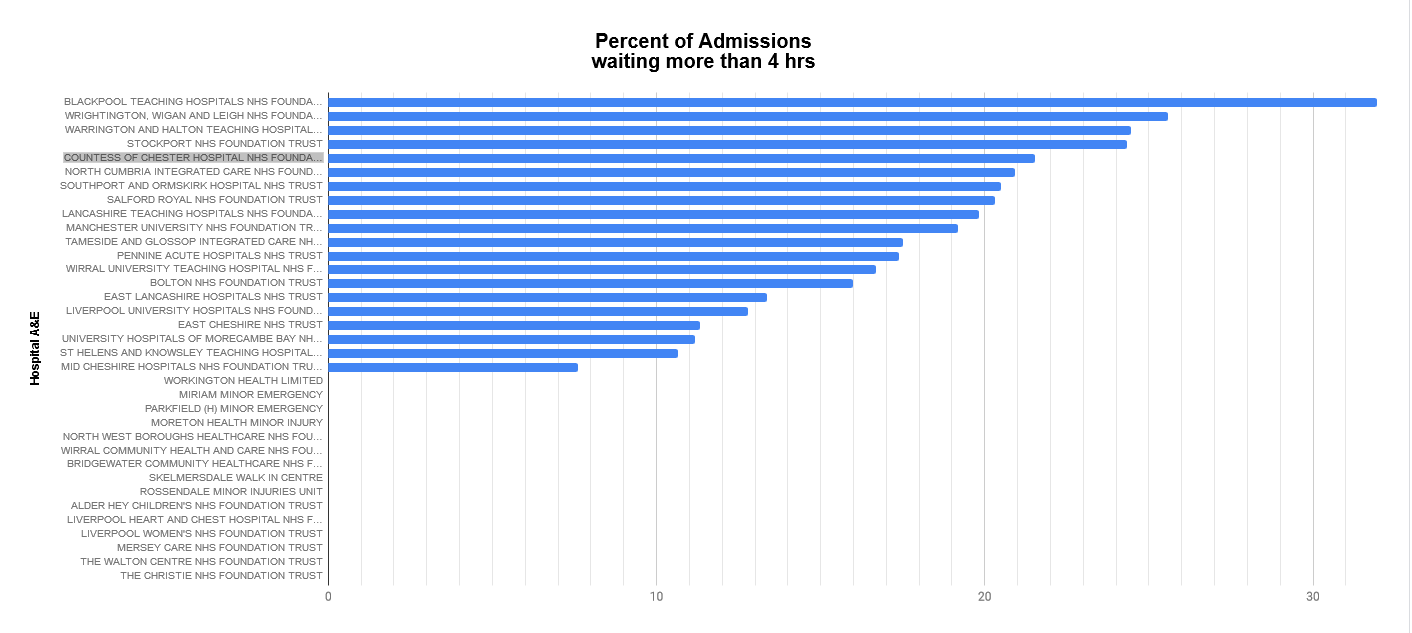 Percent of Admissions
waiting more than 4 hrs
Hospital A&E
BLACKPOOL TEACHING HOSPITALS NHS FOUNDA...
WRIGHTINGTON, WIGAN AND LEIGH NHS FOUNDA...
WARRINGTON AND HALTON TEACHING HOSPITAL...
STOCKPORT NHS FOUNDATION TRUST
COUNTESS OF CHESTER HOSPITAL NHS FOUNDA...
NORTH CUMBRIA INTEGRATED CARE NHS FOUND...
SOUTHPORT AND ORMSKIRK HOSPITAL NHS TRUST
SALFORD ROYAL NHS FOUNDATION TRUST
LANCASHIRE TEACHING HOSPITALS NHS FOUNDA...
MANCHESTER UNIVERSITY NHS FOUNDATION TR...
TAMESIDE AND GLOSSOP INTEGRATED CARE NH...
PENNINE ACUTE HOSPITALS NHS TRUST
WIRRAL UNIVERSITY TEACHING HOSPITAL NHS F...
BOLTON NHS FOUNDATION TRUST
EAST LANCASHIRE HOSPITALS NHS TRUST
LIVERPOOL UNIVERSITY HOSPITALS NHS FOUND...
EAST CHESHIRE NHS TRUST
UNIVERSITY HOSPITALS OF MORECAMBE BAY NH...
ST HELENS AND KNOWSLEY TEACHING HOSPITAL...
MID CHESHIRE HOSPITALS NHS FOUNDATION TRU...
WORKINGTON HEALTH LIMITED
MIRIAM MINOR EMERGENCY
PARKFIELD (H) MINOR EMERGENCY
MORETON HEALTH MINOR INJURY
NORTH WEST BOROUGHS HEALTHCARE NHS FOU...
WIRRAL COMMUNITY HEALTH AND CARE NHS FOU...
BRIDGEWATER COMMUNITY HEALTHCARE NHS F...
SKELMERSDALE WALK IN CENTRE
ROSSENDALE MINOR INJURIES UNIT
ALDER HEY CHILDREN'S NHS FOUNDATION TRUST
LIVERPOOL HEART AND CHEST HOSPITAL NHS F...
LIVERPOOL WOMEN'S NHS FOUNDATION TRUST
MERSEY CARE NHS FOUNDATION TRUST
THE WALTON CENTRE NHS FOUNDATION TRUST
THE CHRISTIE NHS FOUNDATION TRUST
0 10 20 30